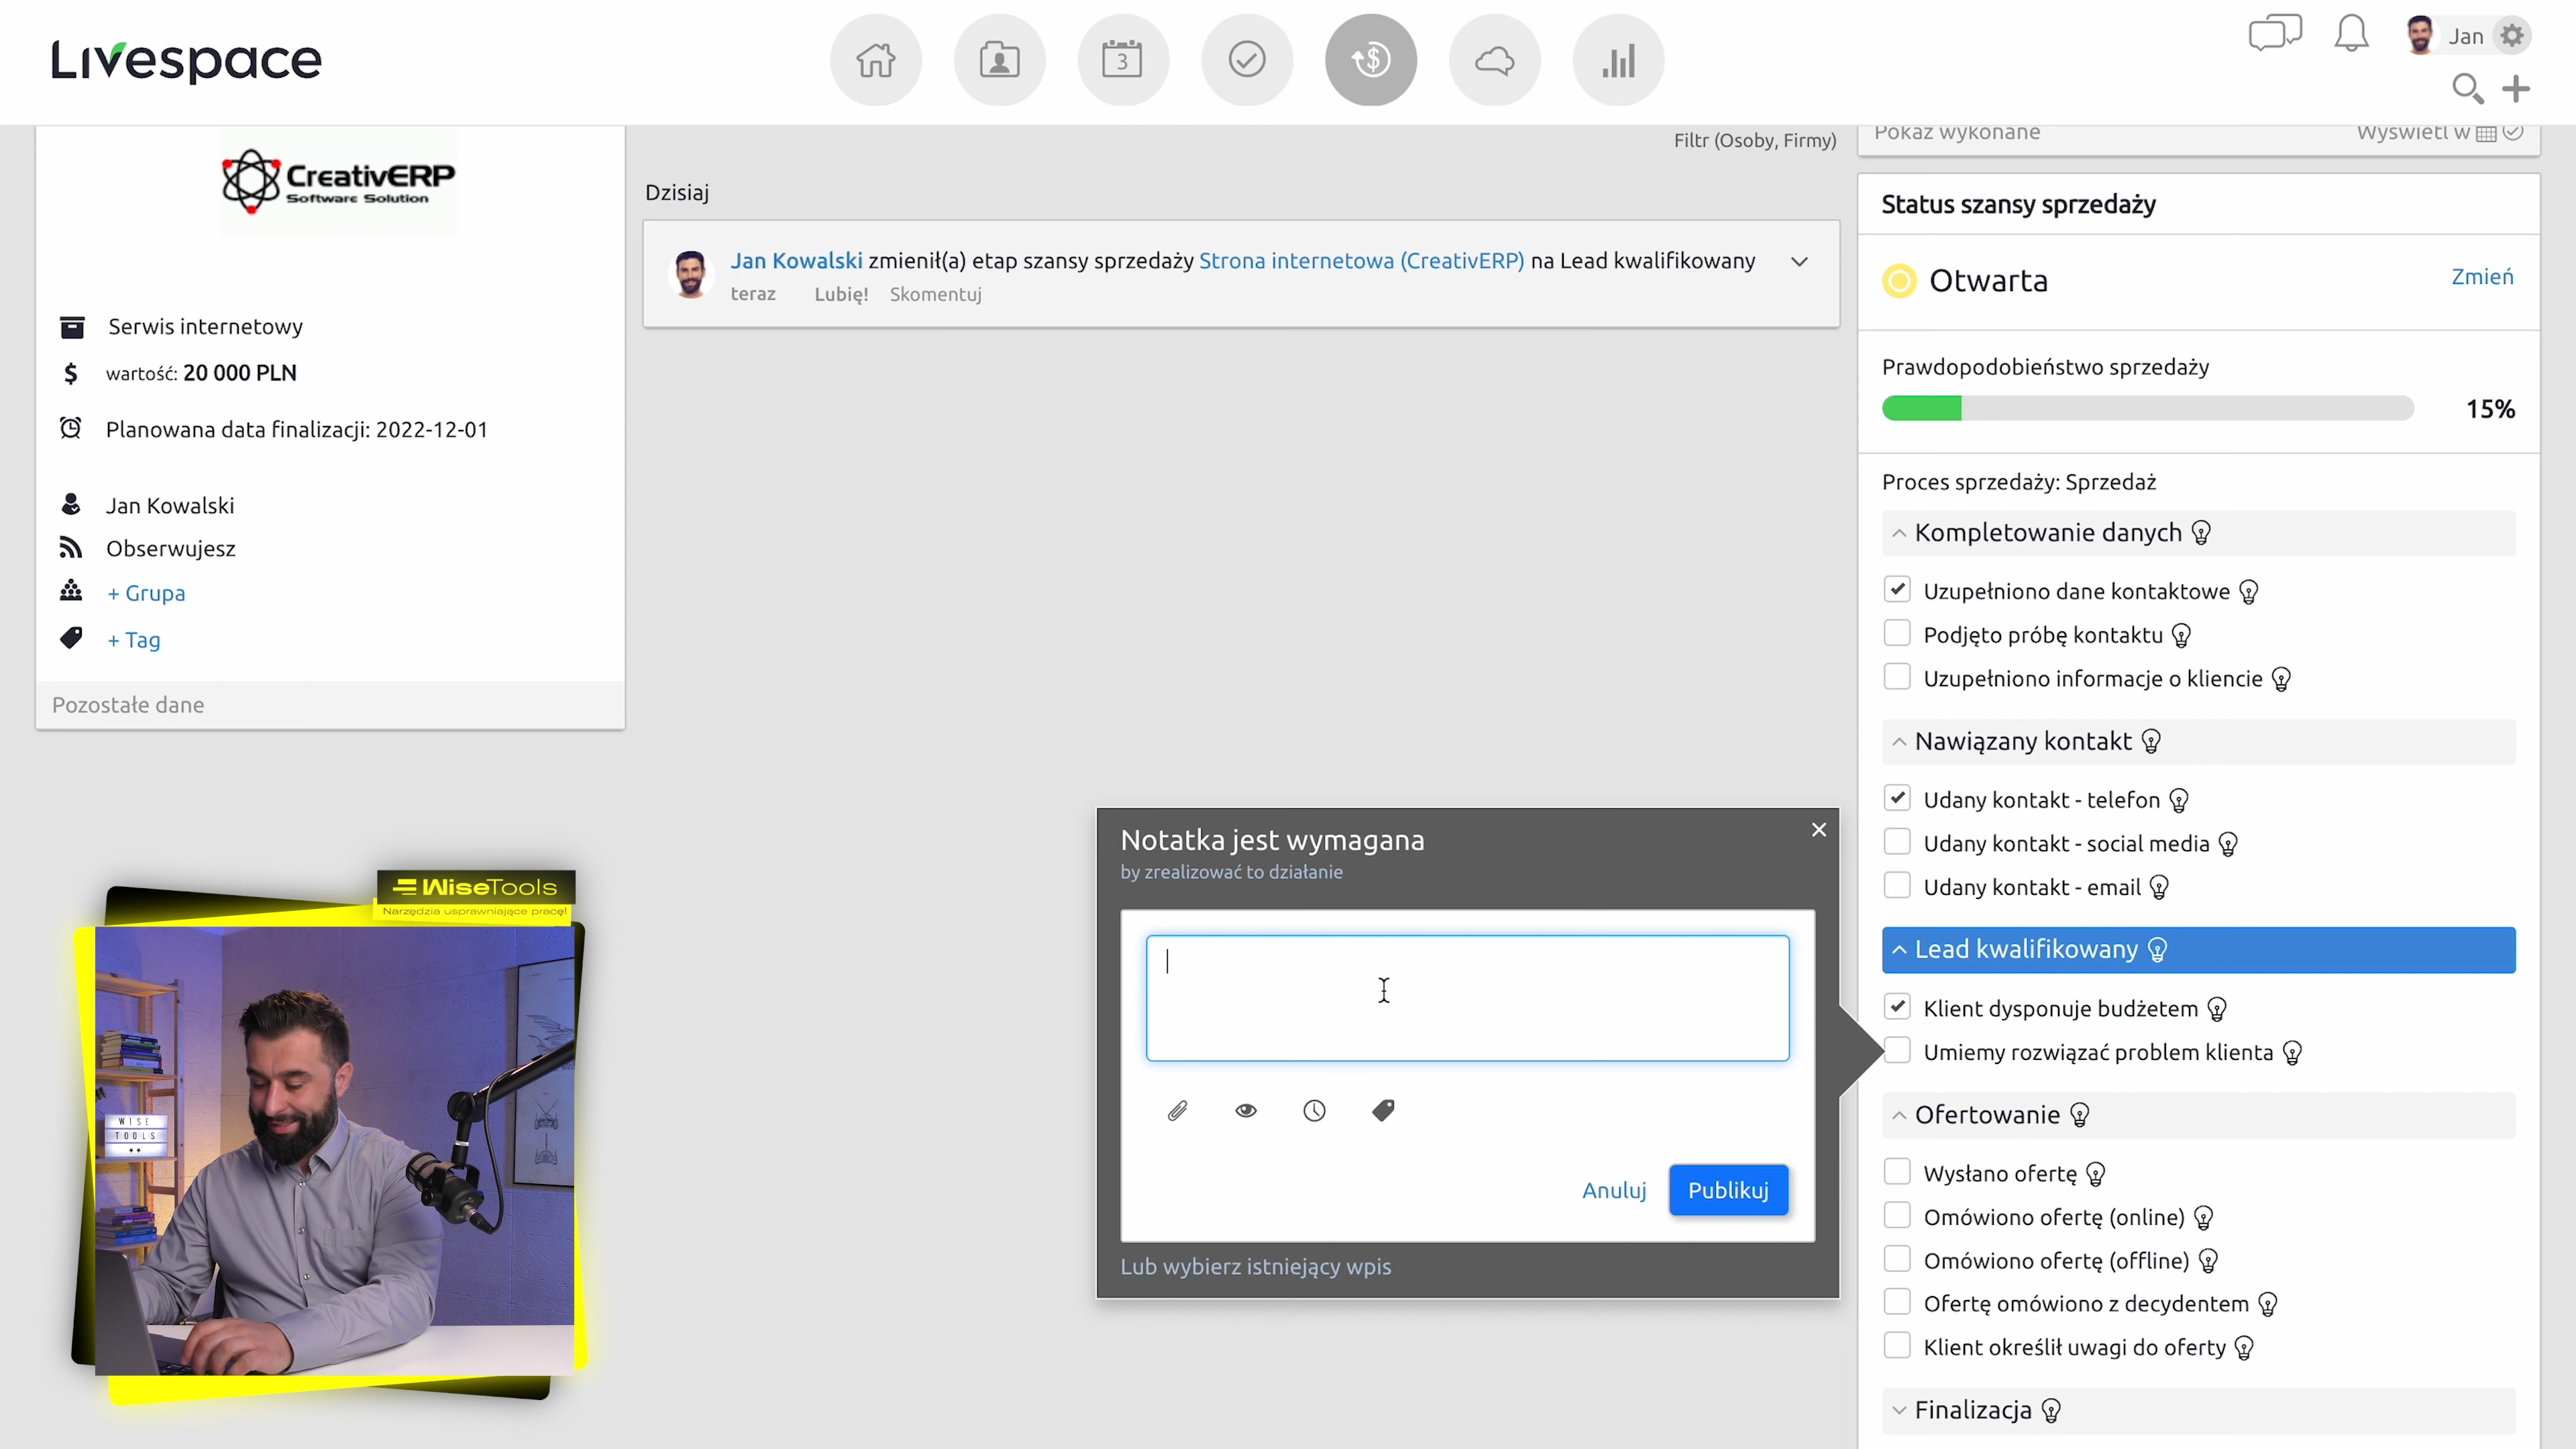 Livespace
3
Jan
CreativERP
Software Solution
Serwis internetowy
wartość: 20 000 PLN
Planowana data finalizacji: 2022-12-01
Jan Kowalski
Obserwujesz
+ Grupa
+ Tag
Pozostałe dane
Filtr (Osoby, Firmy)
Dzisiaj
Jan Kowalski zmienił(a) etap szansy sprzedaży Strona internetowa (CreativERP) na Lead kwalifikowany
teraz Lubię! Skomentuj
WiseTools
Narzędzia usprawniające pracę!
WISE
TOOLS
Notatka jest wymagana
by zrealizować to działanie
Anuluj Publikuj
Lub wybierz istniejący wpis
Pokaż wykonane Wyświetl w
Status szansy sprzedaży
Otwarta Zmień
Prawdopodobieństwo sprzedaży
15%
Proces sprzedaży: Sprzedaż
Kompletowanie danych
Uzupełniono dane kontaktowe
Podjęto próbę kontaktu
Uzupełniono informacje o kliencie
Nawiązany kontakt
Udany kontakt - telefon
Udany kontakt - social media
Udany kontakt - email
Lead kwalifikowany
Klient dysponuje budżetem
Umiemy rozwiązać problem klienta
Ofertowanie
Wysłano ofertę
Omówiono ofertę (online)
Omówiono ofertę (offline)
Ofertę omówiono z decydentem
Klient określił uwagi do oferty
Finalizacja